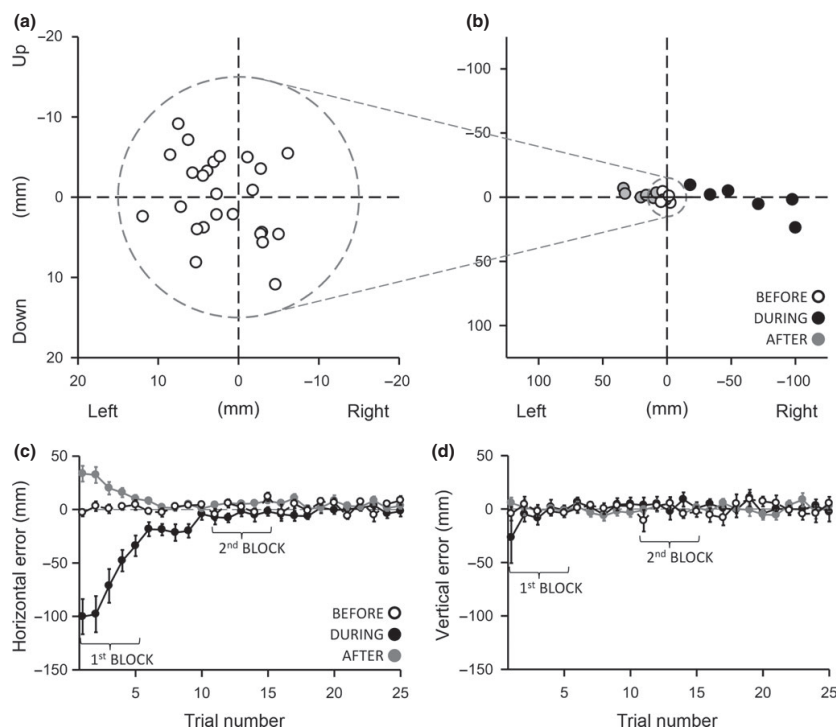 (a)
−20
Up
−10
(mm)
0
10
Down
20
20 10 0 −10 −20
Left (mm) Right
(b)
−100
−50
0
50
100
BEFORE
DURING
AFTER
100 50 0 −50 −100
Left (mm) Right
(c)
Horizontal error (mm)
50
0
−50
−100
−150
2nd BLOCK
1st BLOCK
BEFORE
DURING
AFTER
5 10 15 20 25
Trial number
(d)
Vertical error (mm)
50
0
−50
−100
−150
1st BLOCK
2nd BLOCK
5 10 15 20 25
Trial number